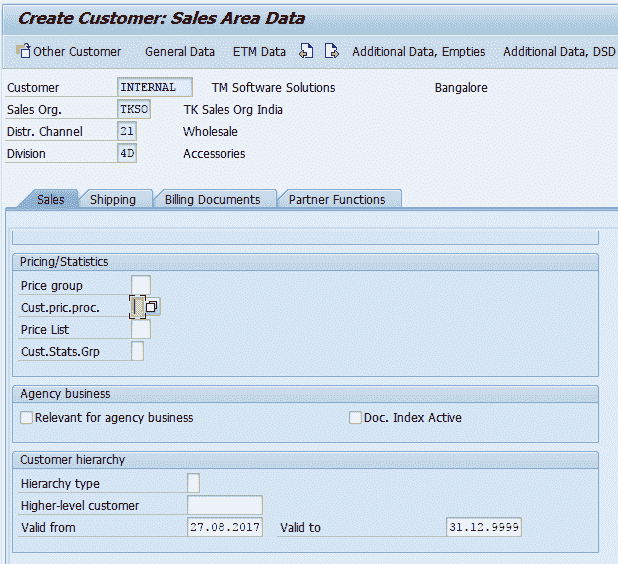 Create Customer: Sales Area Data
Other Customer General Data ETM Data Additional Data, Empties Additional Data, DSD
Customer INTERNAL TM Software Solutions Bangalore
Sales Org. TKSO TK Sales Org India
Distr. Channel 21 Wholesale
Division 4D Accessories
Sales Shipping Billing Documents Partner Functions
Pricing/Statistics
Price group
Cust.pric.proc.
Price List
Cust.Stats.Grp
Agency business
Relevant for agency business Doc. Index Active
Customer hierarchy
Hierarchy type
Higher-level customer
Valid from 27.08.2017 Valid to 31.12.9999